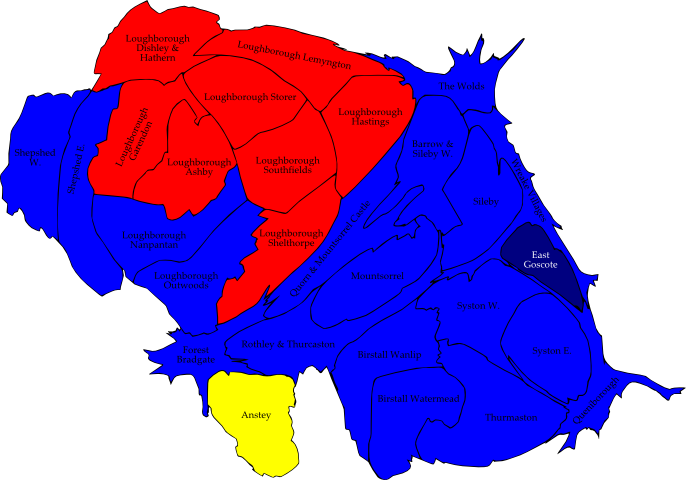 Loughborough
Dishley &
Hathern
Loughborough Lemyngton
The Wolds
Loughborough Storer
Loughborough
Hastings
Loughborough
Garendon
Shepshed
W.
Shepshed E.
Barrow &
Sileby W.
Loughborough
Ashby
Loughborough
Southfields
Wreake Villages
Sileby
Loughborough
Shelthorpe
Loughborough
Nanpantan
Quorn & Mountsorrel Castle
East
Goscote
Loughborough
Outwoods
Mountsorrel
Syston W.
Rothley & Thurcaston
Forest
Bradgate
Birstall Wanlip
Syston E.
Birstall Watermead
Queniborough
Anstey
Thurmaston